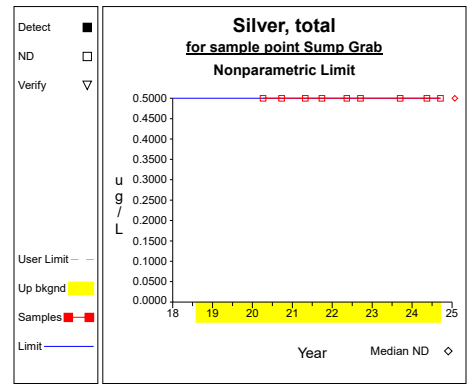 Detect
ND
Verify
User Limit
Up bkgnd
Samples
Limit
Silver, total
for sample point Sump Grab
Nonparametric Limit
0.5000
0.4500
0.4000
0.3500
0.3000
0.2500
0.2000
0.1500
0.1000
0.0500
0.0000
ug/L
18 19 20 21 22 23 24 25
Year
Median ND